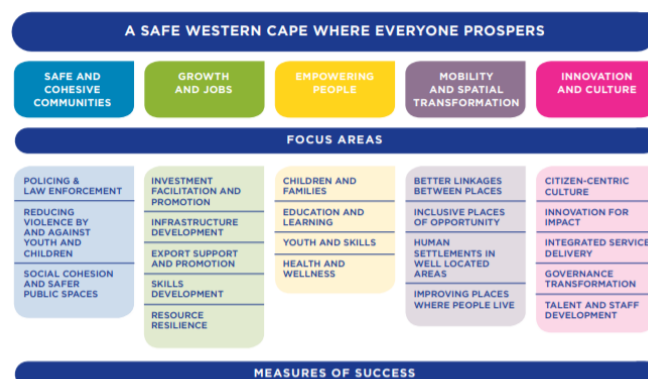 A SAFE WESTERN CAPE WHERE EVERYONE PROSPERS
SAFE AND
COHESIVE
COMMUNITIES
GROWTH
AND JOBS
EMPOWERING
PEOPLE
MOBILITY
AND SPATIAL
TRANSFORMATION
INNOVATION
AND CULTURE
FOCUS AREAS
POLICING &
LAW ENFORCEMENT
REDUCING
VIOLENCE BY
AND AGAINST
YOUTH AND
CHILDREN
SOCIAL COHESION
AND SAFER
PUBLIC SPACES
INVESTMENT
FACILITATION AND
PROMOTION
INFRASTRUCTURE
DEVELOPMENT
EXPORT SUPPORT
AND PROMOTION
SKILLS
DEVELOPMENT
RESOURCE
RESILIENCE
CHILDREN AND
FAMILIES
EDUCATION AND
LEARNING
YOUTH AND SKILLS
HEALTH AND
WELLNESS
BETTER LINKAGES
BETWEEN PLACES
INCLUSIVE PLACES
OF OPPORTUNITY
HUMAN
SETTLEMENTS IN
WELL LOCATED
AREAS
IMPROVING PLACES
WHERE PEOPLE LIVE
CITIZEN-CENTRIC
CULTURE
INNOVATION FOR
IMPACT
INTEGRATED SERVICE
DELIVERY
GOVERNANCE
TRANSFORMATION
TALENT AND STAFF
DEVELOPMENT
MEASURES OF SUCCESS